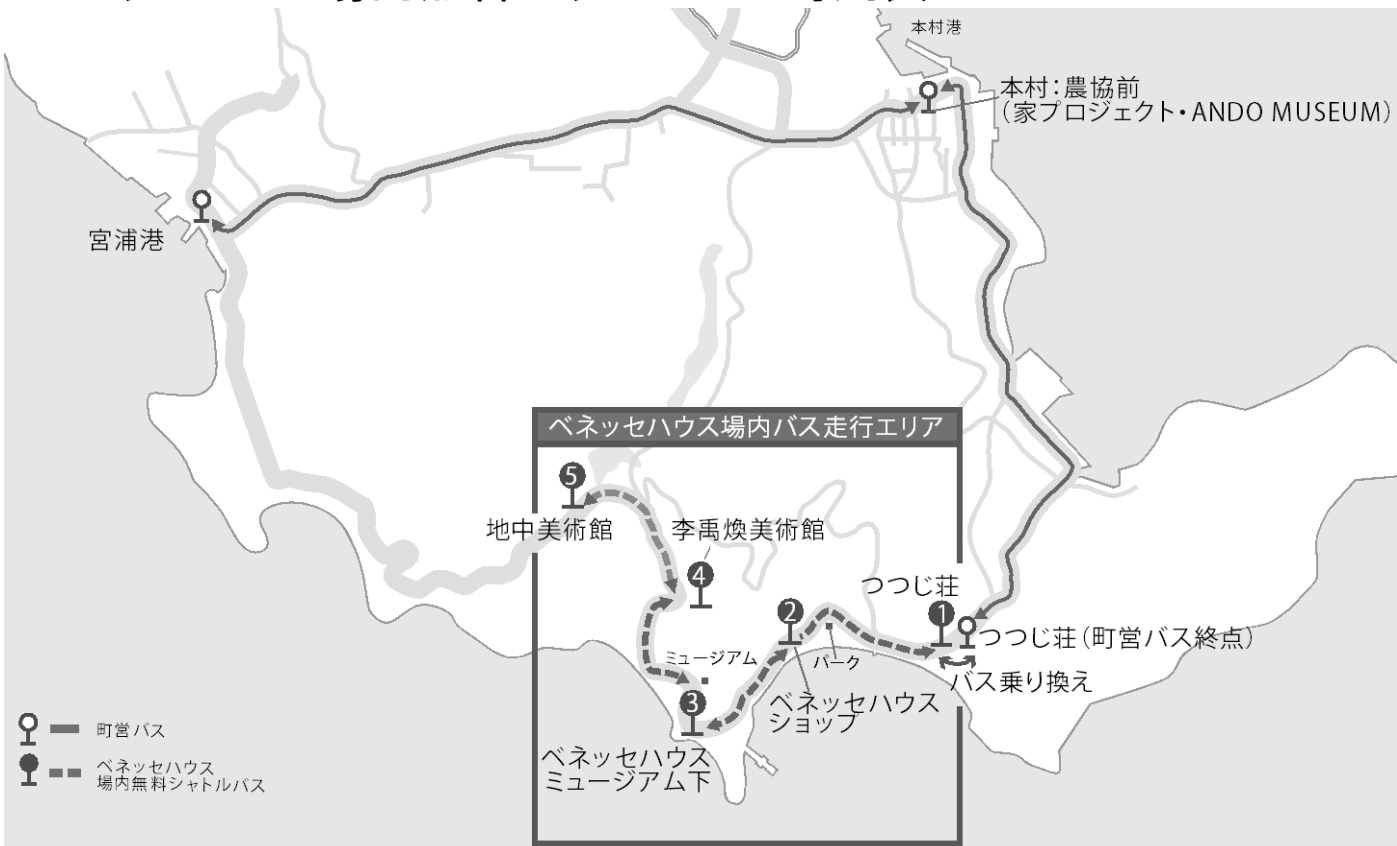 本村港
本村：農協前
（家プロジェクト・ANDO MUSEUM）
宮浦港
ベネッセハウス場内バス走行エリア
5
地中美術館
李禹煥美術館
4
つつじ荘
2
1
つつじ荘（町営バス終点）
ミュージアム
パーク
バス乗り換え
3
ベネッセハウス
ショップ
ベネッセハウス
ミュージアム下
町営バス
ベネッセハウス
場内無料シャトルバス